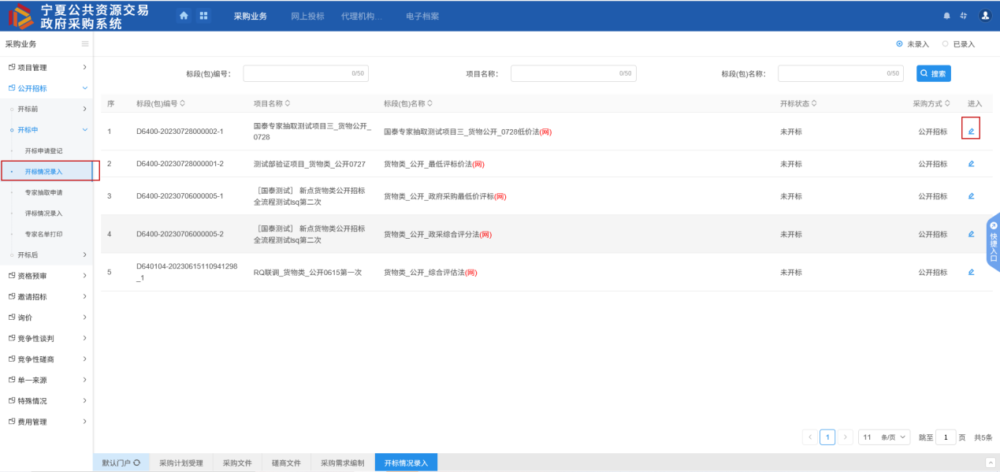 宁夏公共资源交易
政府采购系统
采购业务
网上投标
代理机构...
电子档案
采购业务
未录入
已录入
项目管理
公开招标
开标前
开标中
开标申请登记
开标情况录入
专家抽取申请
评标情况录入
专家名单打印
开标后
资格预审
邀请招标
询价
竞争性谈判
竞争性磋商
单一来源
特殊情况
费用管理
标段(包)编号：
0/50
项目名称：
0/50
标段(包)名称：
0/50
搜索
序 标段(包)编号 项目名称 标段(包)名称 开标状态 采购方式 进入
1 D6400-20230728000002-1 国泰专家抽取测试项目三_货物公开_ 国泰专家抽取测试项目三_货物公开_0728低价法(网) 未开标 公开招标
0728
2 D6400-20230728000001-2 测试部验证项目_货物类_公开0727 货物类_公开_最低评标价法(网) 未开标 公开招标
3 D6400-20230706000005-1 ［国泰测试］ 新点货物类公开招标 货物类_公开_政府采购最低价评标(网) 未开标 公开招标
全流程测试lsq第二次
4 D6400-20230706000005-2 ［国泰测试］ 新点货物类公开招标 货物类_公开_政采综合评分法(网) 未开标 公开招标
全流程测试lsq第二次
5 D640104-20230615110941298 RQ联调_货物类_公开0615第一次 货物类_公开_综合评估法(网) 未开标 公开招标
_1
快捷入口
1
11 条/页
跳至 1 页 共5条
默认门户
采购计划受理
采购文件
磋商文件
采购需求编制
开标情况录入